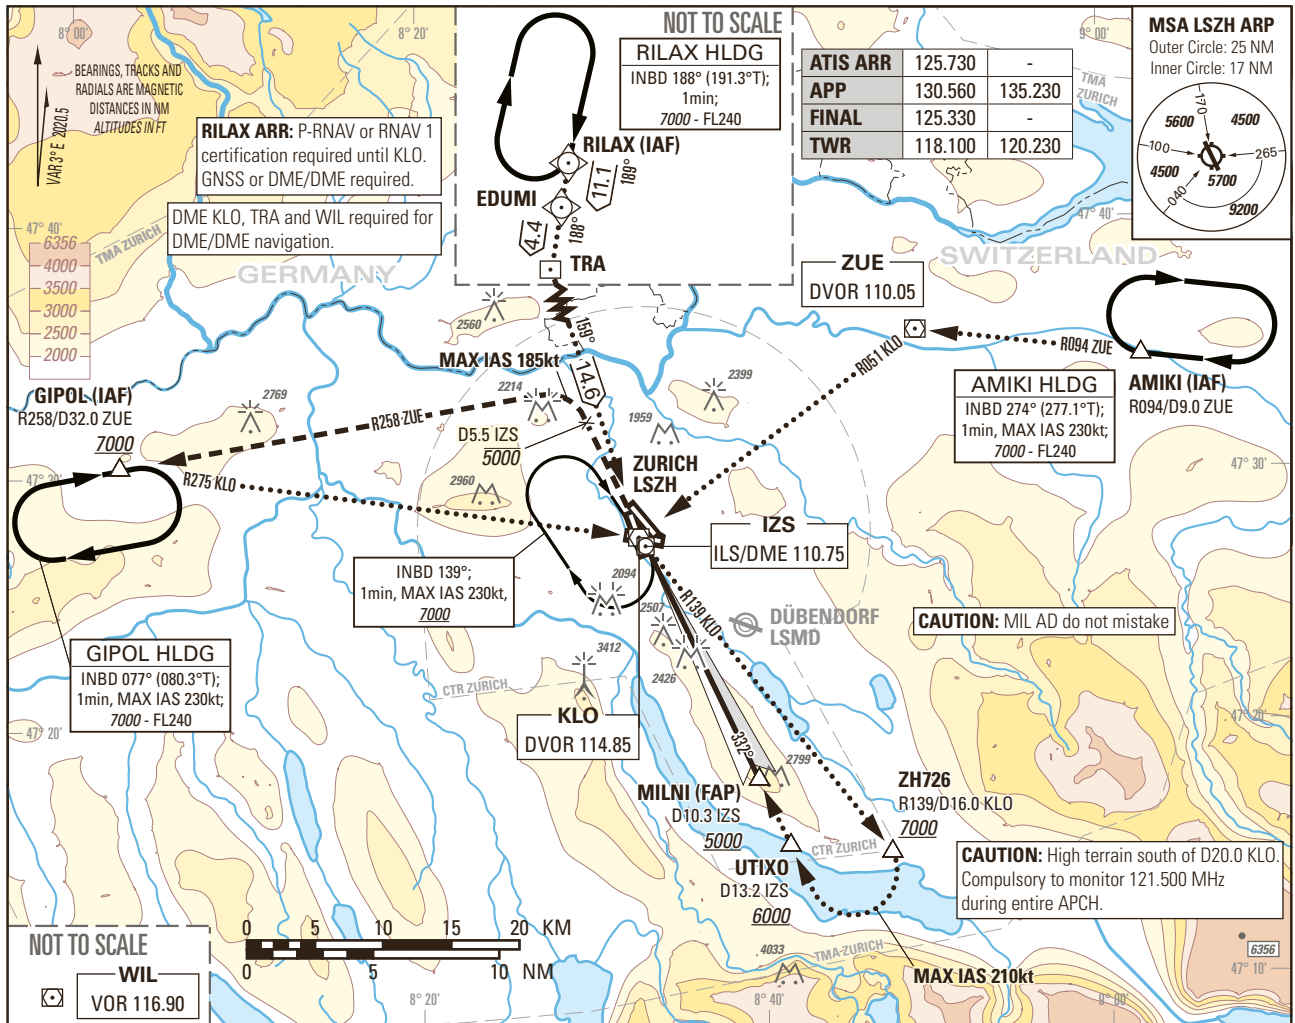 8° 00'
8° 20'
NOT TO SCALE
9° 00'
BEARINGS, TRACKS AND
RADIALS ARE MAGNETIC
DISTANCES IN NM
ALTITUDES IN FT
VAR 3° E 2020.5
RILAX HLDG
INBD 188° (191.3°T);
1min;
7000 - FL240
ATIS ARR 125.730 -
APP 130.560 135.230
FINAL 125.330 -
TWR 118.100 120.230
TMA
ZURICH
MSA LSZH ARP
Outer Circle: 25 NM
Inner Circle: 17 NM
170
5600
4500
100
265
4500
5700
040
9200
RILAX ARR: P-RNAV or RNAV 1
certification required until KLO.
GNSS or DME/DME required.
DME KLO, TRA and WIL required for
DME/DME navigation.
RILAX (IAF)
11.1
189°
EDUMI
4.4
188°
TRA
47° 40'
47° 40'
TMA ZURICH
6356
4000
3500
3000
2500
2000
GERMANY
SWITZERLAND
ZUE
DVOR 110.05
2560
159°
MAX IAS 185kt
14.6
R051 KLO
R094 ZUE
AMIKI (IAF)
R094/D9.0 ZUE
AMIKI HLDG
INBD 274° (277.1°T);
1min, MAX IAS 230kt;
7000 - FL240
GIPOL (IAF)
R258/D32.0 ZUE
7000
2769
2214
2399
1959
R258 ZUE
D5.5 IZS
5000
ZURICH
LSZH
47° 30'
47° 30'
R275 KLO
2960
IZS
ILS/DME 110.75
INBD 139°;
1min, MAX IAS 230kt,
7000
2094
2507
R139 KLO
DÜBENDORF
LSMD
CAUTION: MIL AD do not mistake
GIPOL HLDG
INBD 077° (080.3°T);
1min, MAX IAS 230kt;
7000 - FL240
3412
2426
CTR ZURICH
KLO
DVOR 114.85
47° 20'
47° 20'
332°
2799
MILNI (FAP)
D10.3 IZS
5000
ZH726
R139/D16.0 KLO
7000
UTIXO
D13.2 IZS
6000
CTR ZURICH
CAUTION: High terrain south of D20.0 KLO.
Compulsory to monitor 121.500 MHz
during entire APCH.
0 5 10 15 20 KM
0 5 10 NM
NOT TO SCALE
WIL
VOR 116.90
4033
TMA ZURICH
MAX IAS 210kt
6356
47° 10'
8° 20'
8° 40'
9° 00'